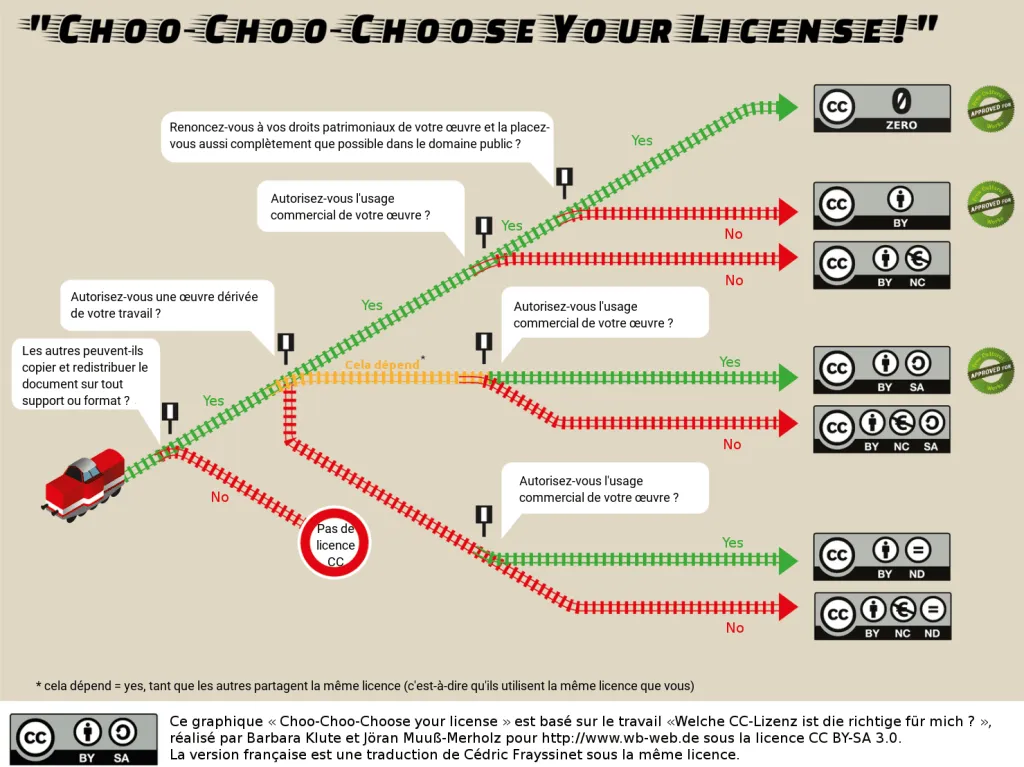 "Choo-Choo-Choose Your License!"
Renoncez-vous à vos droits patrimoniaux de votre œuvre et la placez-
vous aussi complètement que possible dans le domaine public ?
Yes
cc
ZERO
APPROVED FOR
Autorisez-vous l'usage
commercial de votre œuvre ?
Yes
No
cc
BY
APPROVED FOR
No
cc
BY NC
Autorisez-vous une œuvre dérivée
de votre travail ?
Yes
Autorisez-vous l'usage
commercial de votre œuvre ?
Les autres peuvent-ils
copier et redistribuer le
document sur tout
support ou format ?
Yes
Cela dépend*
Yes
cc
BY SA
APPROVED FOR
No
cc
BY NC SA
No
Pas de
licence
CC
Autorisez-vous l'usage
commercial de votre œuvre ?
Yes
cc
BY ND
No
cc
BY NC ND
* cela dépend = yes, tant que les autres partagent la même licence (c'est-à-dire qu'ils utilisent la même licence que vous)
cc
BY SA
Ce graphique « Choo-Choo-Choose your license » est basé sur le travail «Welche CC-Lizenz ist die richtige für mich ? »,
réalisé par Barbara Klute et Jöran Muuß-Merholz pour http://www.wb-web.de sous la licence CC BY-SA 3.0.
La version française est une traduction de Cédric Frayssinet sous la même licence.